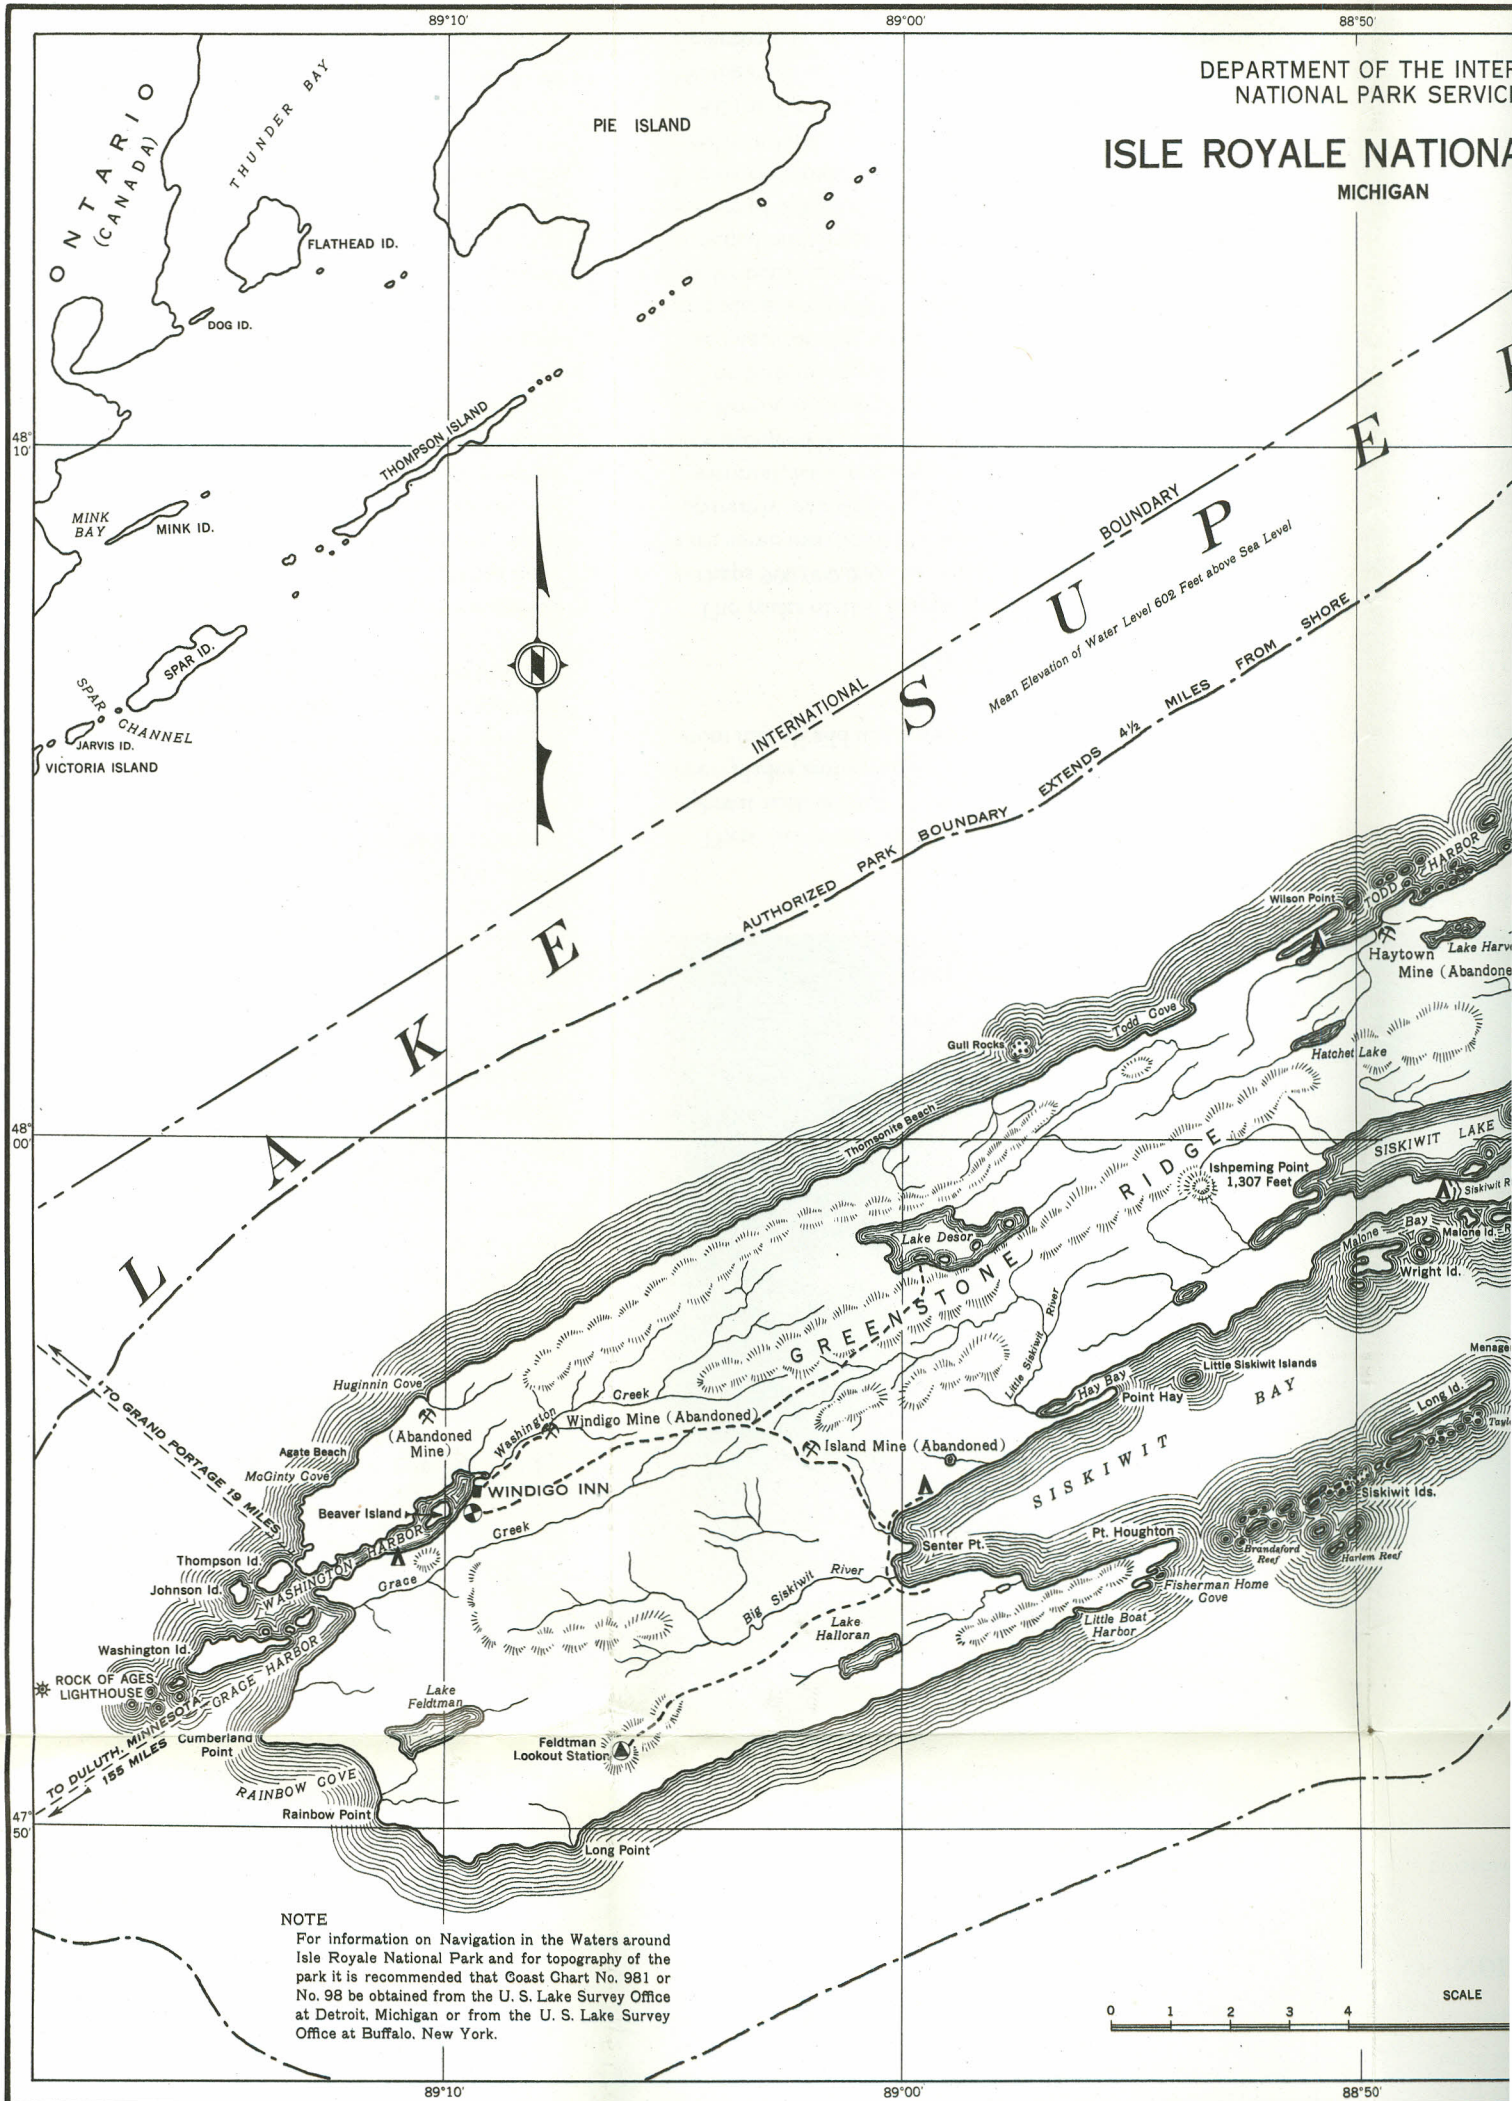 89°10′
89°00′
88°50′
DEPARTMENT OF THE
NATIONAL PARK
ISLE ROYALE
MICHIGAN
ONTARIO
(CANADA)
THUNDER BAY
PIE ISLAND
FLATHEAD ID.
DOG ID.
48°
10′
THOMPSON ISLAND
MINK
BAY
MINK ID.
SPAR ID.
SPAR CHANNEL
JARVIS ID.
VICTORIA ISLAND
N
LAKE SUPE
INTERNATIONAL BOUNDARY
Mean Elevation of Water Level 602 Feet above Sea Level
AUTHORIZED PARK BOUNDARY EXTENDS 4½ MILES FROM SHORE
Wilson Point
TODD HARBOR
Haytown
Mine
Lake
Gull Rocks
Todd Cove
Hatchet Lake
48°
00′
Thomsonite Beach
SISKIWIT LAKE
Ishpeming Point
1,307 Feet
Siskiwit
GREENSTONE RIDGE
Lake Desor
Malone Bay
Malone Id.
Wright Id.
Little Siskiwit River
Little Siskiwit Islands
Hay Bay
Point Hay
SISKIWIT BAY
Long Id.
TO GRAND PORTAGE 19 MILES
Huginnin Cove
(Abandoned
Mine)
Washington Creek
Windigo Mine (Abandoned)
Island Mine (Abandoned)
Agate Beach
McGinty Cove
WINDIGO INN
Beaver Island
Siskiwit Ids.
WASHINGTON HARBOR
Grace Creek
Senter Pt.
Pt. Houghton
Brandsford
Reef
Harlem Reef
Thompson Id.
Johnson Id.
Big Siskiwit River
Fisherman Home
Cove
Little Boat
Harbor
Lake
Halloran
Washington Id.
ROCK OF AGES
LIGHTHOUSE
GRACE HARBOR
Lake
Feldtman
Cumberland
Point
Feldtman
Lookout Station
TO DULUTH, MINNESOTA
155 MILES
RAINBOW COVE
Rainbow Point
47°
50′
Long Point
NOTE
For information on Navigation in the Waters around
Isle Royale National Park and for topography of the
park it is recommended that Coast Chart No. 981 or
No. 98 be obtained from the U. S. Lake Survey Office
at Detroit, Michigan or from the U. S. Lake Survey
Office at Buffalo, New York.
SCALE
0 1 2 3 4
89°10′
89°00′
88°50′